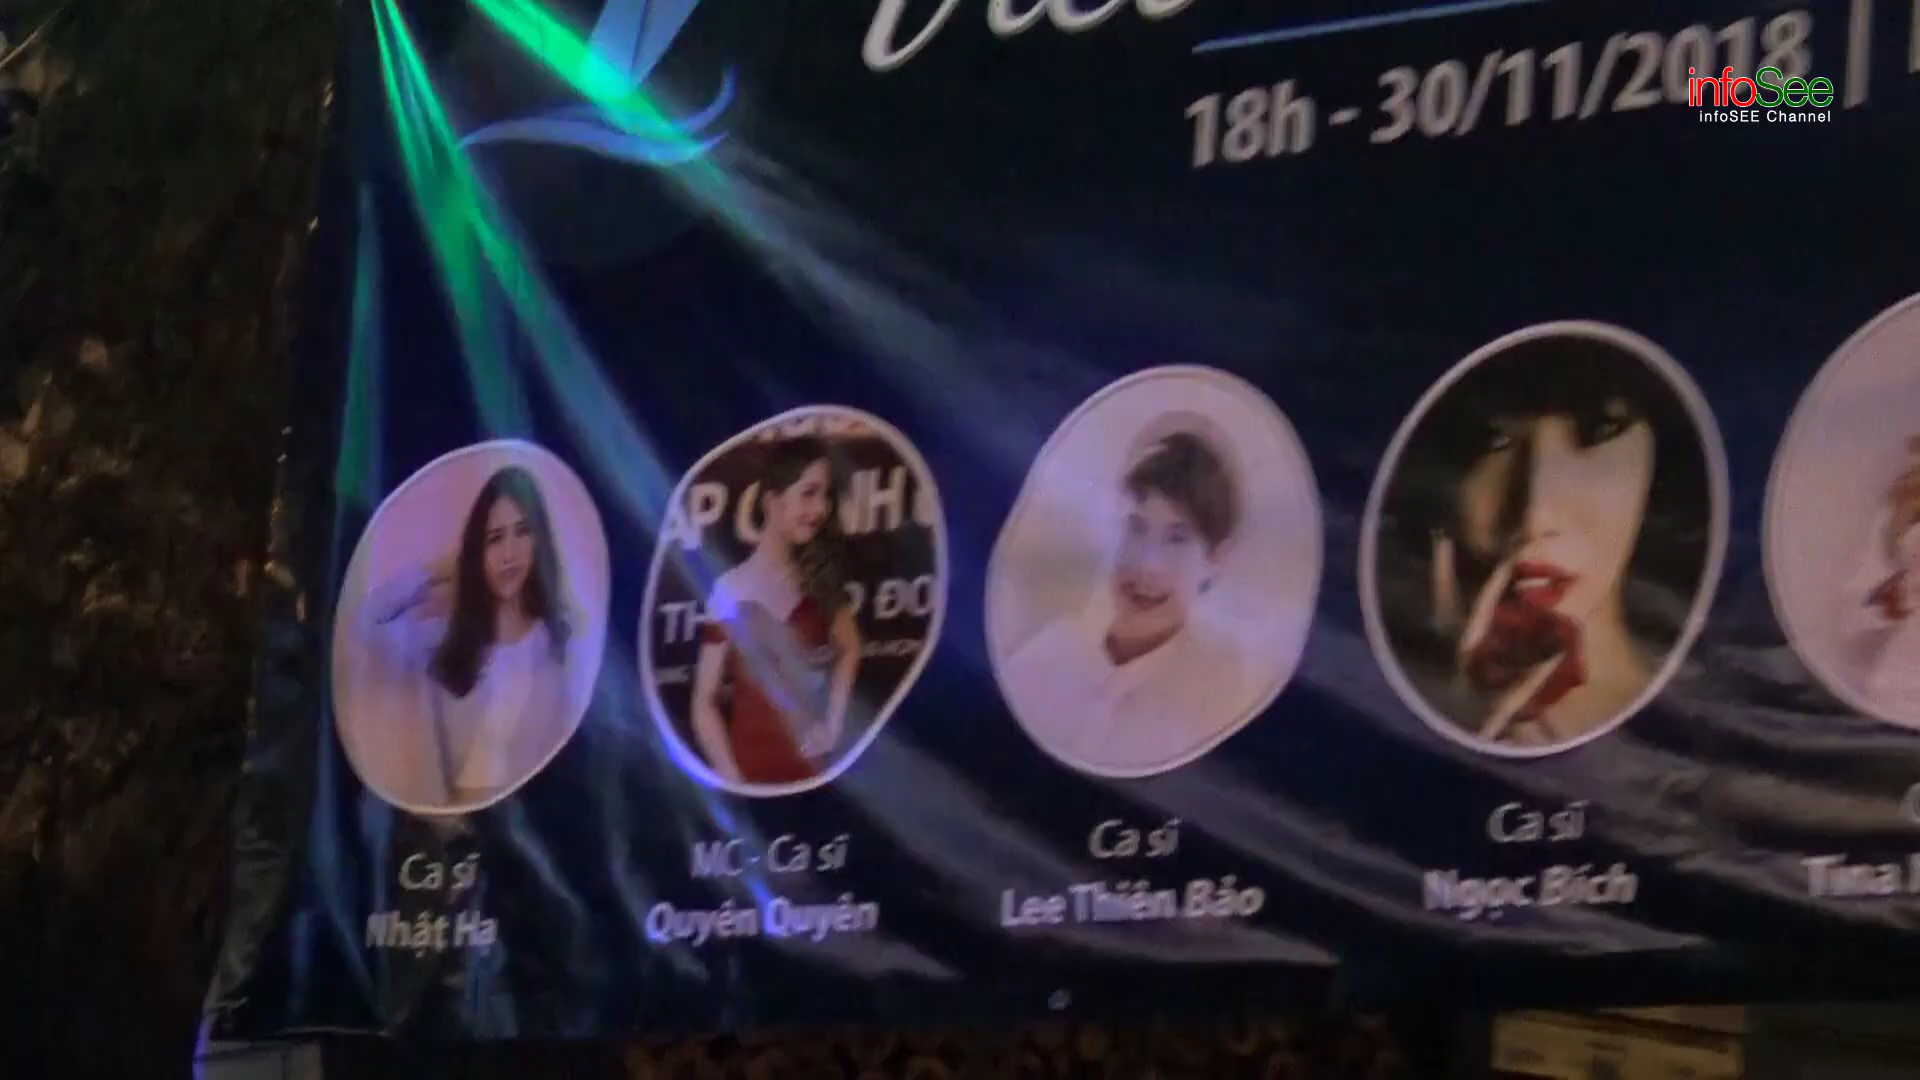 18h - 30/11/2018
infoSee
infoSEE Channel
Ca sĩ
Nhật Hạ
MC - Ca sĩ
Quyên Quyên
Ca sĩ
Lee Thiên Bảo
Ca sĩ
Ngọc Bích
Tina